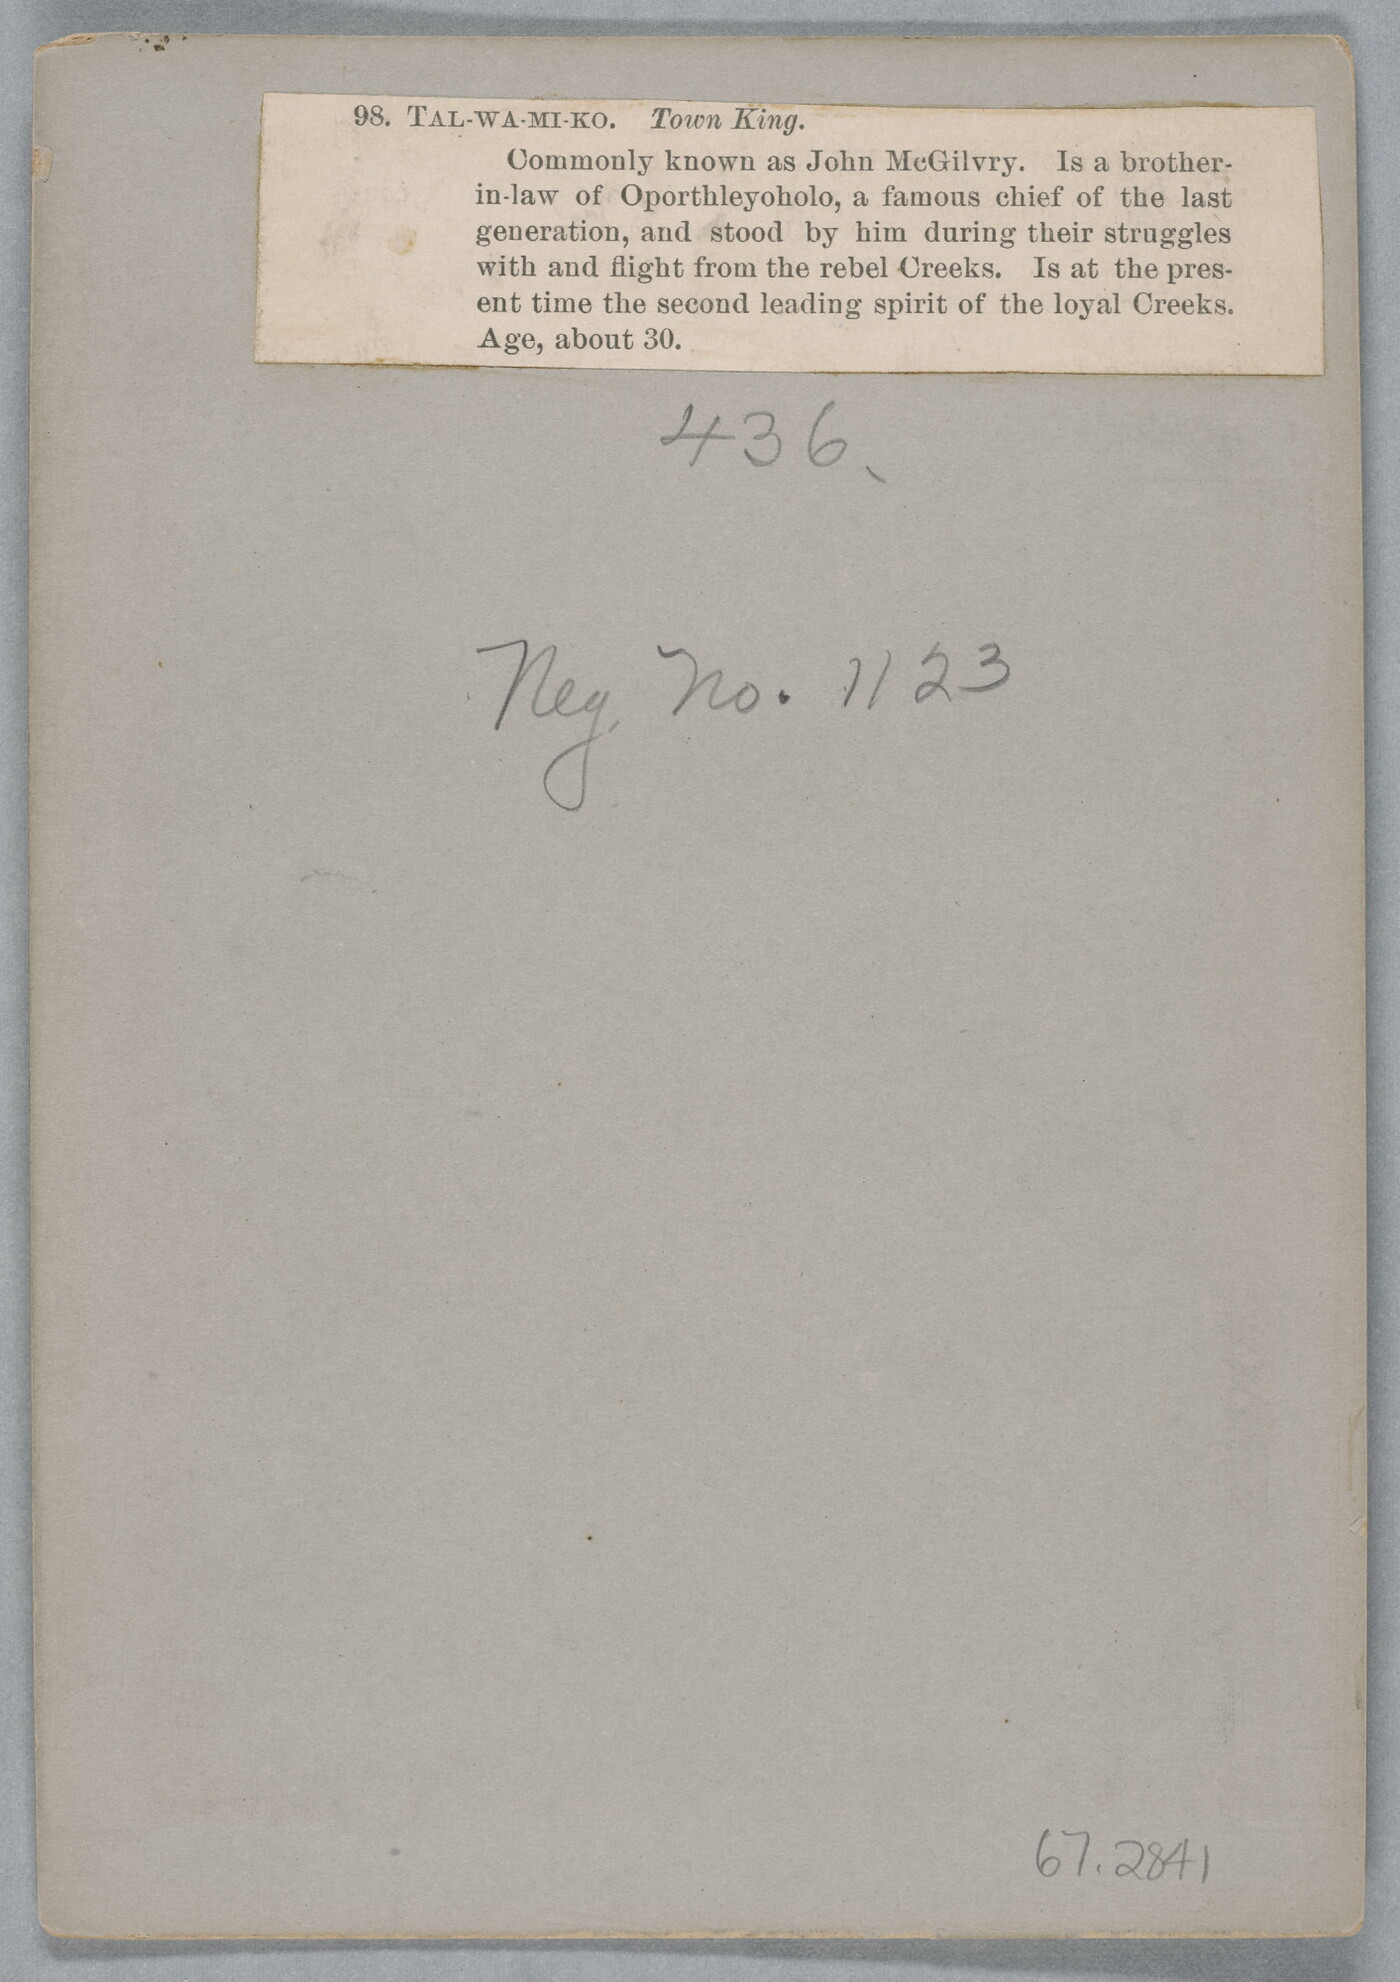 98. TAL-WA-MI-KO. Town King.
Commonly known as John McGilvry. Is a brother-
in-law of Oporthleyoholo, a famous chief of the last
generation, and stood by him during their struggles
with and flight from the rebel Creeks. Is at the pres-
ent time the second leading spirit of the loyal Creeks.
Age, about 30.
436.
Neg. No. 1123
67.2841